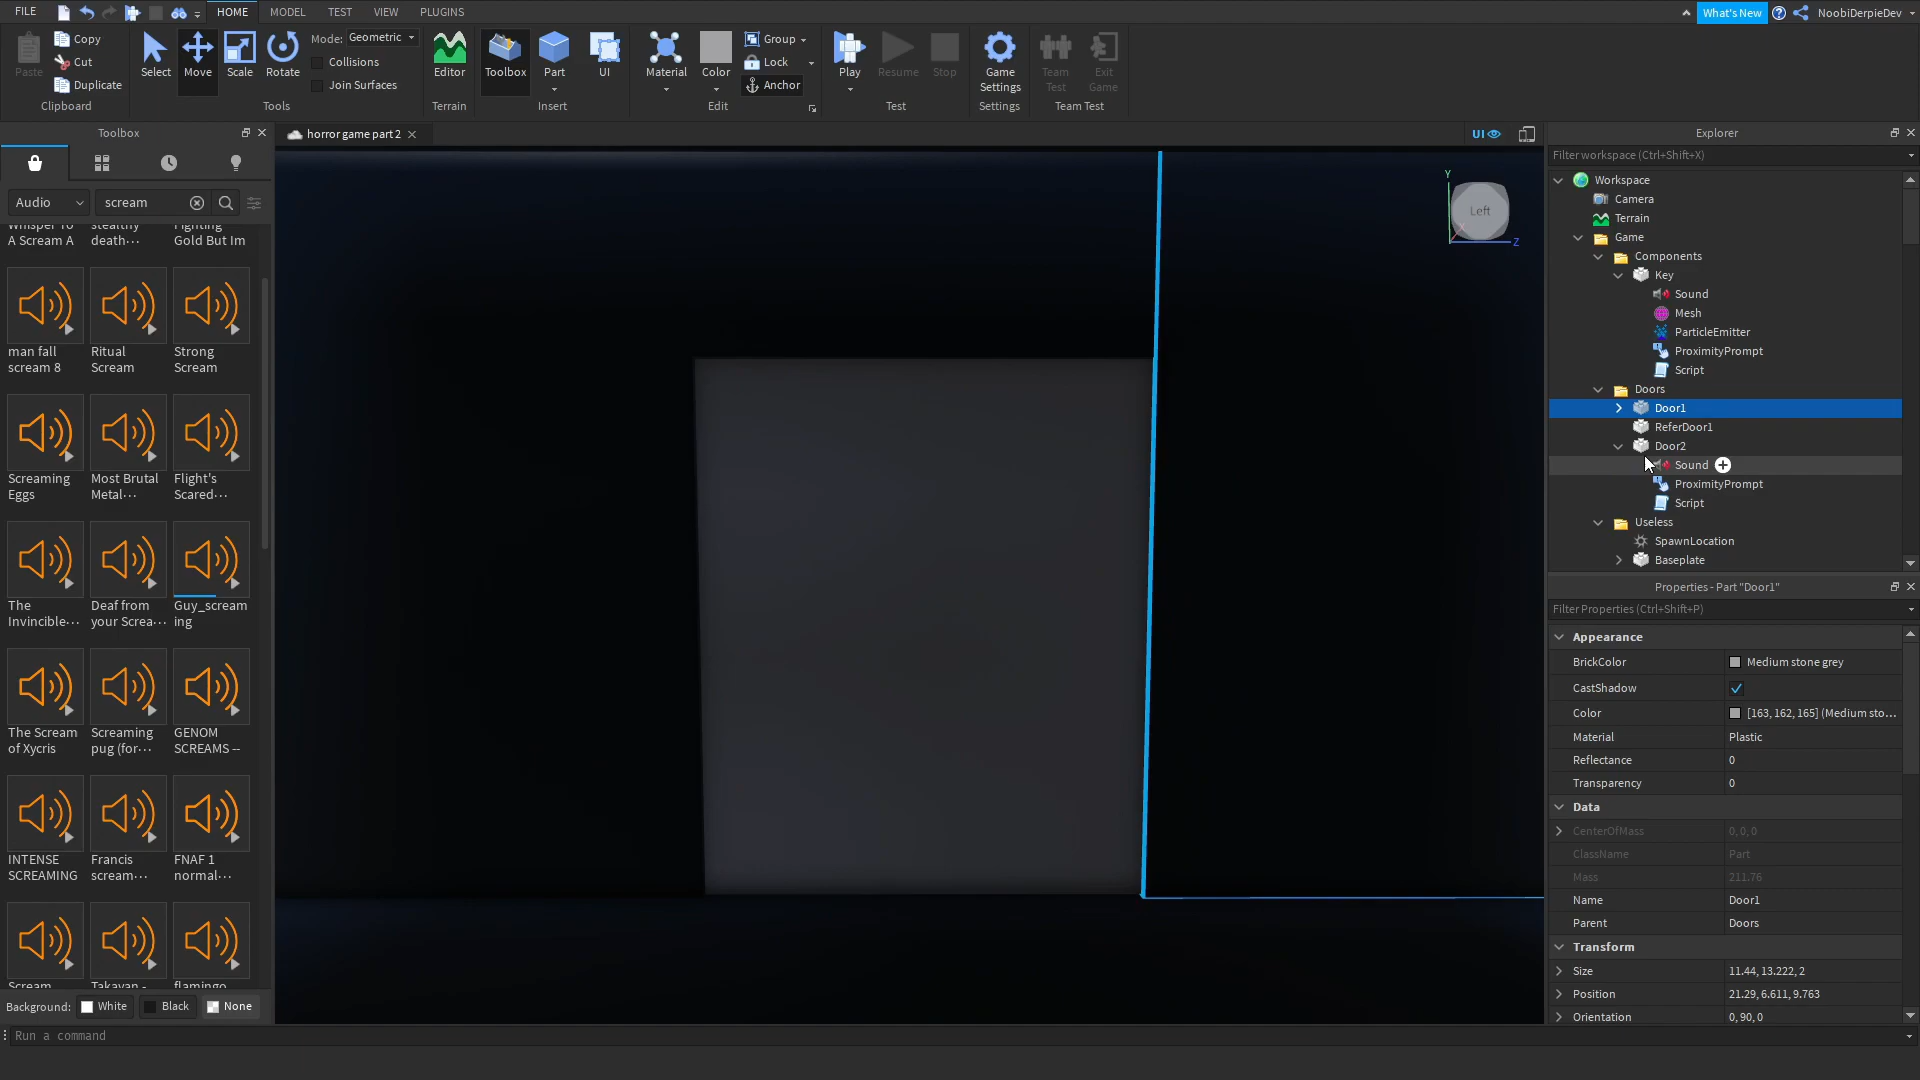 FILE
HOME
MODEL
TEST
VIEW
PLUGINS
What's New
NoobiDerpieDev
Paste
Copy
Cut
Duplicate
Clipboard
Select
Move
Scale
Rotate
Mode: Geometric
Collisions
Join Surfaces
Tools
Editor
Terrain
Toolbox
Part
UI
Insert
Material
Color
Group
Lock
Anchor
Edit
Play
Resume
Stop
Test
Game
Settings
Settings
Team
Test
Exit
Game
Team Test
Toolbox
Audio
scream
Whisper To
A Scream A
stealthy
death···
Fighting
Gold But Im
man fall
scream 8
Ritual
Scream
Strong
Scream
Screaming
Eggs
Most Brutal
Metal···
Flight's
Scared···
The
Invincible···
Deaf from
your Screa···
Guy_scream
ing
The Scream
of Xycris
Screaming
pug (for···
GENOM
SCREAMS --
INTENSE
SCREAMING
Francis
scream···
FNAF 1
normal···
Scream
Takayan -
flamingo
Background:
White
Black
None
Run a command
horror game part 2
UI
Y
Left
Z
Explorer
Filter workspace (Ctrl+Shift+X)
Workspace
Camera
Terrain
Game
Components
Key
Sound
Mesh
ParticleEmitter
ProximityPrompt
Script
Doors
Door1
ReferDoor1
Door2
Sound
ProximityPrompt
Script
Useless
SpawnLocation
Baseplate
Properties - Part "Door1"
Filter Properties (Ctrl+Shift+P)
Appearance
BrickColor Medium stone grey
CastShadow
Color [163, 162, 165] (Medium sto...
Material Plastic
Reflectance 0
Transparency 0
Data
CenterOfMass 0, 0, 0
ClassName Part
Mass 211.76
Name Door1
Parent Doors
Transform
Size 11.44, 13.222, 2
Position 21.29, 6.611, 9.763
Orientation 0, 90, 0